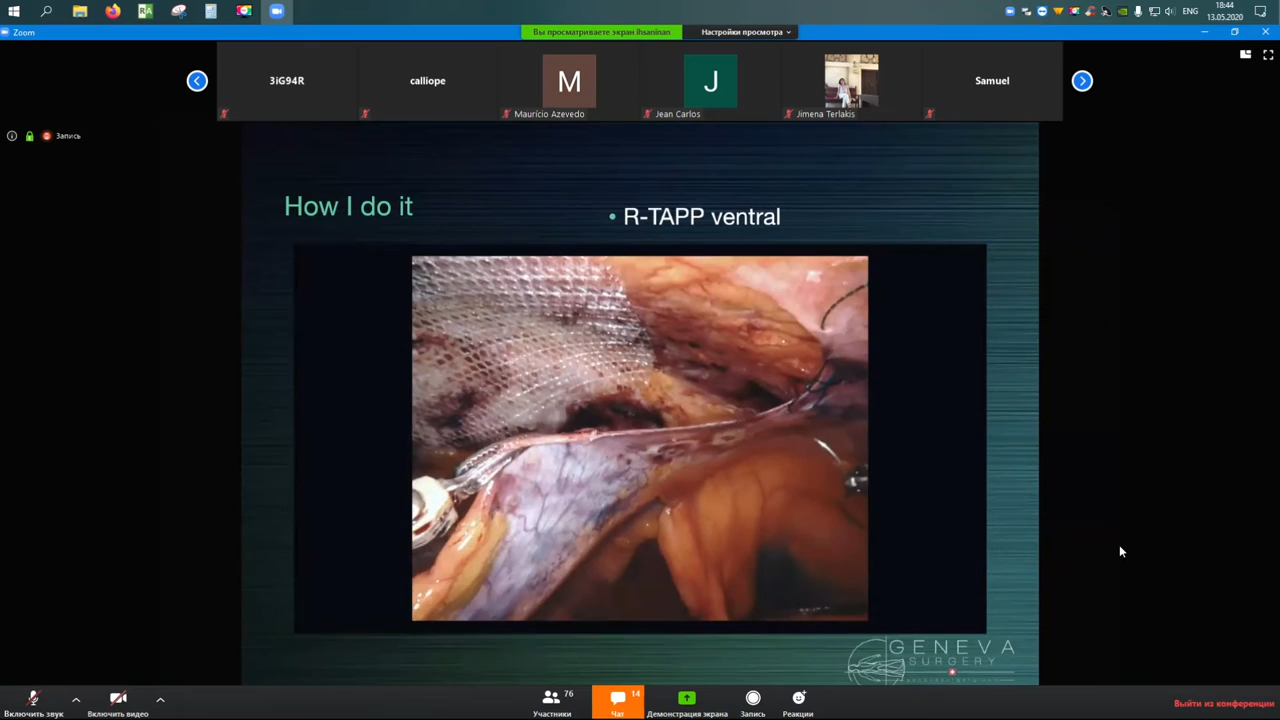 18:44
ENG
13.05.2020
Zoom
Вы просматриваете экран ihsaninan
Настройки просмотра
3iG94R
calliope
M
J
Samuel
Maurício Azevedo
Jean Carlos
Jimena Terlakis
Запись
How I do it
• R-TAPP ventral
GENEVA
SURGERY
Включить звук
Включить видео
76
Участники
14
Чат
Демонстрация экрана
Запись
Реакции
Выйти из конференции